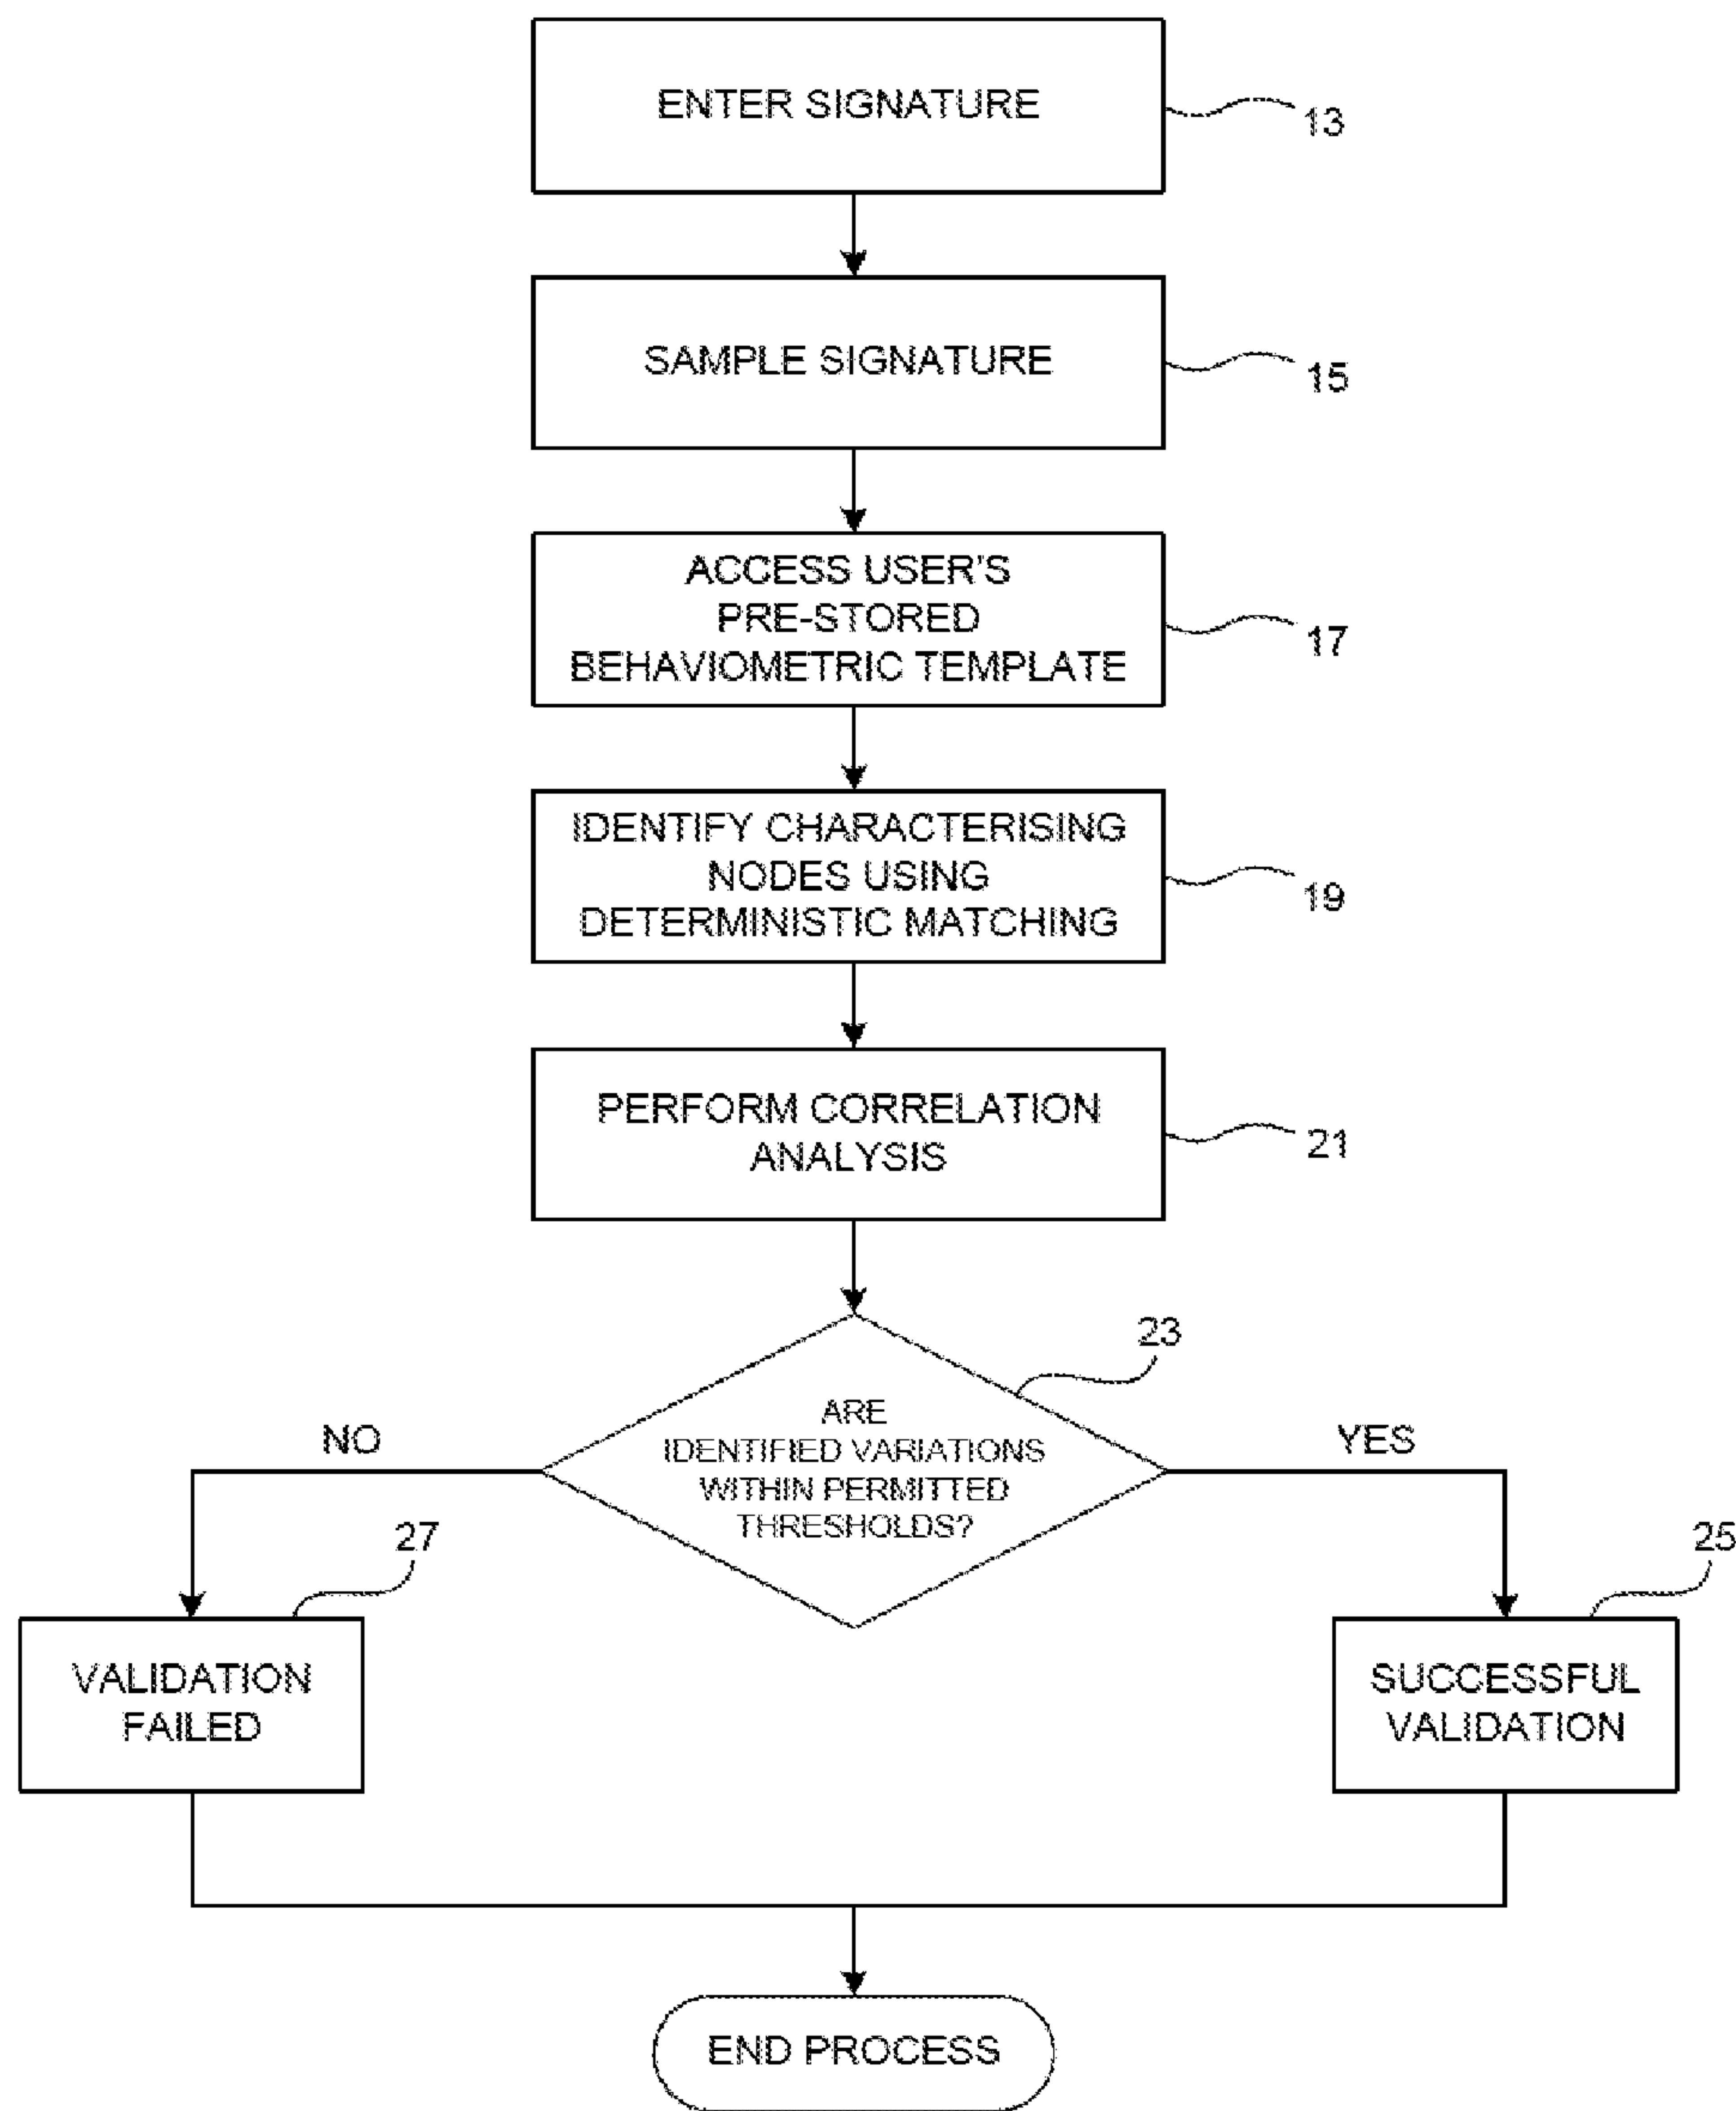 ENTER SIGNATURE
13
SAMPLE SIGNATURE
15
ACCESS USER'S
PRE-STORED
BEHAVIOMETRIC TEMPLATE
17
IDENTIFY CHARACTERISING
NODES USING
DETERMINISTIC MATCHING
19
PERFORM CORRELATION
ANALYSIS
21
23
ARE
IDENTIFIED VARIATIONS
WITHIN PERMITTED
THRESHOLDS?
NO
YES
27
25
VALIDATION
FAILED
SUCCESSFUL
VALIDATION
END PROCESS